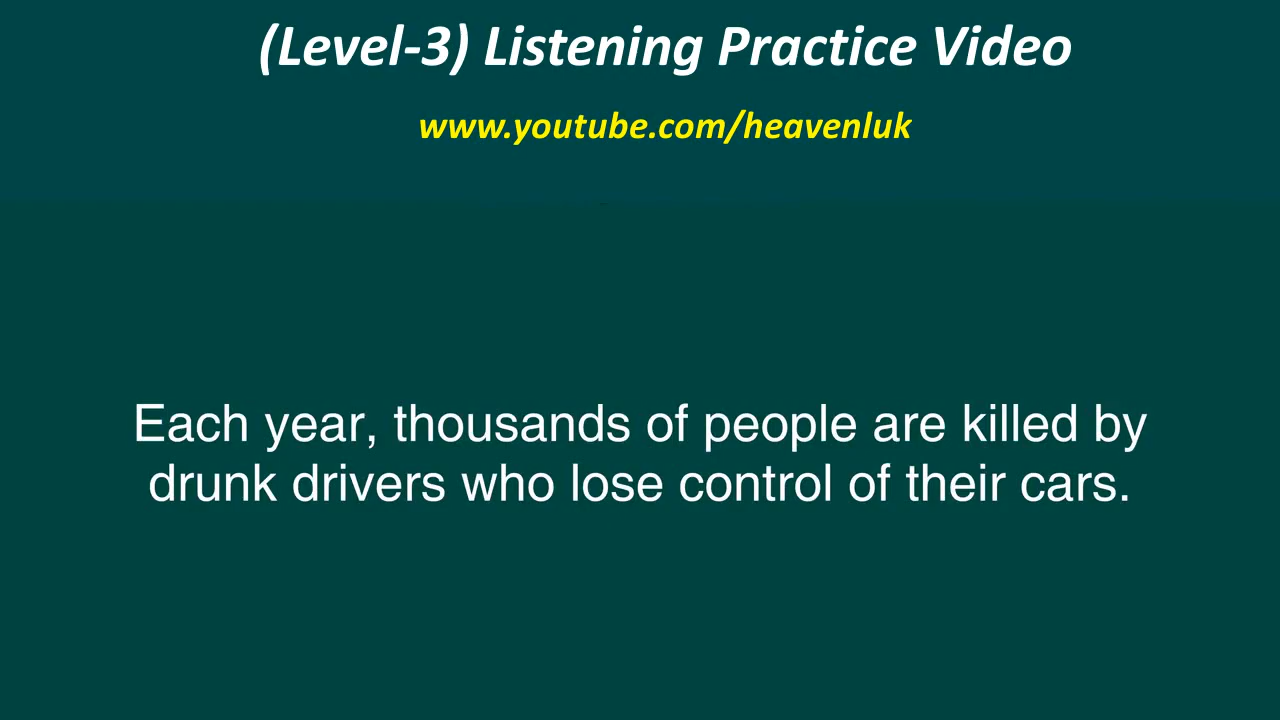 (Level-3) Listening Practice Video
www.youtube.com/heavenluk
Each year, thousands of people are killed by
drunk drivers who lose control of their cars.